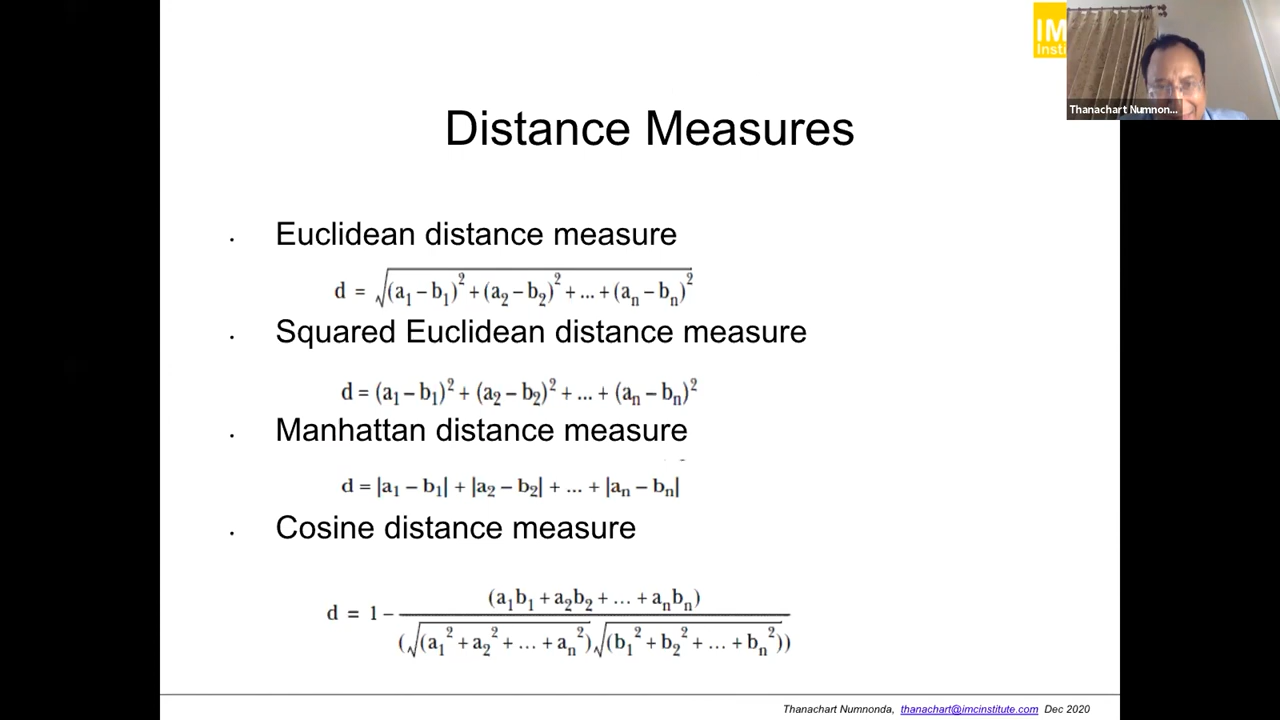 IM
Insti
Thanachart Numnon...
Distance Measures
• Euclidean distance measure
d = √(a₁ – b₁)² + (a₂ – b₂)² + ... + (aₙ – bₙ)²
• Squared Euclidean distance measure
d = (a₁ – b₁)² + (a₂ – b₂)² + ... + (aₙ – bₙ)²
• Manhattan distance measure
d = |a₁ – b₁| + |a₂ – b₂| + ... + |aₙ – bₙ|
• Cosine distance measure
d = 1 – (a₁b₁ + a₂b₂ + ... + aₙbₙ) / (√(a₁² + a₂² + ... + aₙ²)√(b₁² + b₂² + ... + bₙ²))
Thanachart Numnonda, thanachart@imcinstitute.com Dec 2020